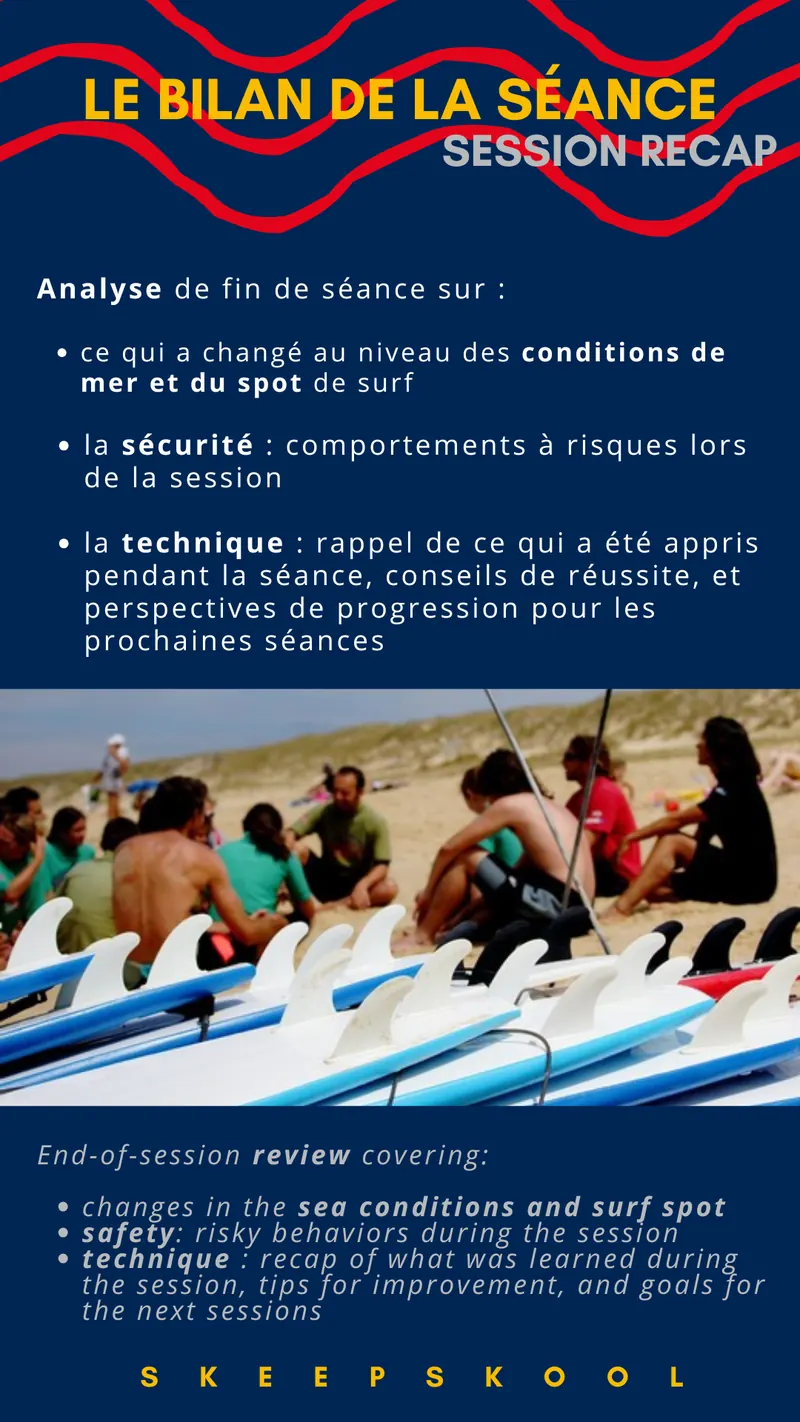 LE BILAN DE LA SÉANCE
SESSION RECAP
Analyse de fin de séance sur :
• ce qui a changé au niveau des conditions de
mer et du spot de surf
• la sécurité : comportements à risques lors
de la session
• la technique : rappel de ce qui a été appris
pendant la séance, conseils de réussite, et
perspectives de progression pour les
prochaines séances
End-of-session review covering:
• changes in the sea conditions and surf spot
• safety: risky behaviors during the session
• technique : recap of what was learned during
the session, tips for improvement, and goals for
the next sessions
SKEEPSKOOL